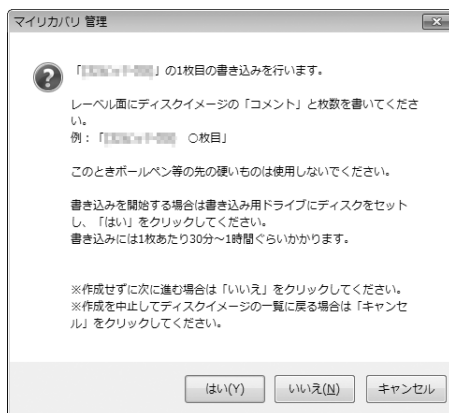 マイリカバリ 管理
「」の1枚目の書き込みを行います。
レーベル面にディスクイメージの「コメント」と枚数を書いてくださ
い。
例：「 ○枚目」
このときボールペン等の先の硬いものは使用しないでください。
書き込みを開始する場合は書き込み用ドライブにディスクをセット
し、「はい」をクリックしてください。
書き込みには1枚あたり30分～1時間ぐらいかかります。
※作成せずに次に進む場合は「いいえ」をクリックしてください。
※作成を中止してディスクイメージの一覧に戻る場合は「キャンセ
ル」をクリックしてください。
はい(Y)
いいえ(N)
キャンセル